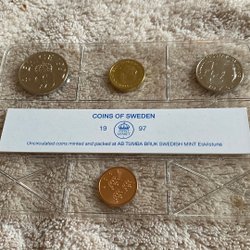 COINS OF SWEDEN
19 97
Uncirculated coins minted and packed at AB TUMBA BRUK SWEDISH MINT Eskilstuna